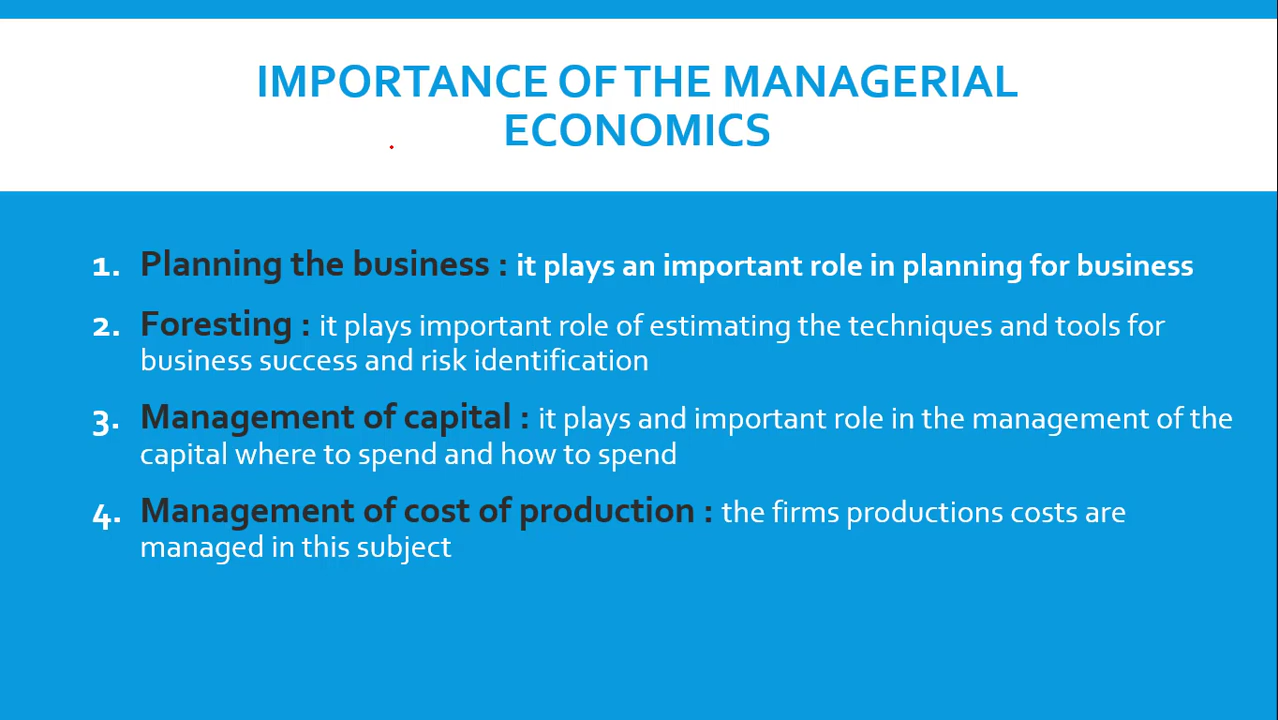 IMPORTANCE OF THE MANAGERIAL
ECONOMICS
1. Planning the business : it plays an important role in planning for business
2. Foresting : it plays important role of estimating the techniques and tools for
business success and risk identification
3. Management of capital : it plays and important role in the management of the
capital where to spend and how to spend
4. Management of cost of production : the firms productions costs are
managed in this subject